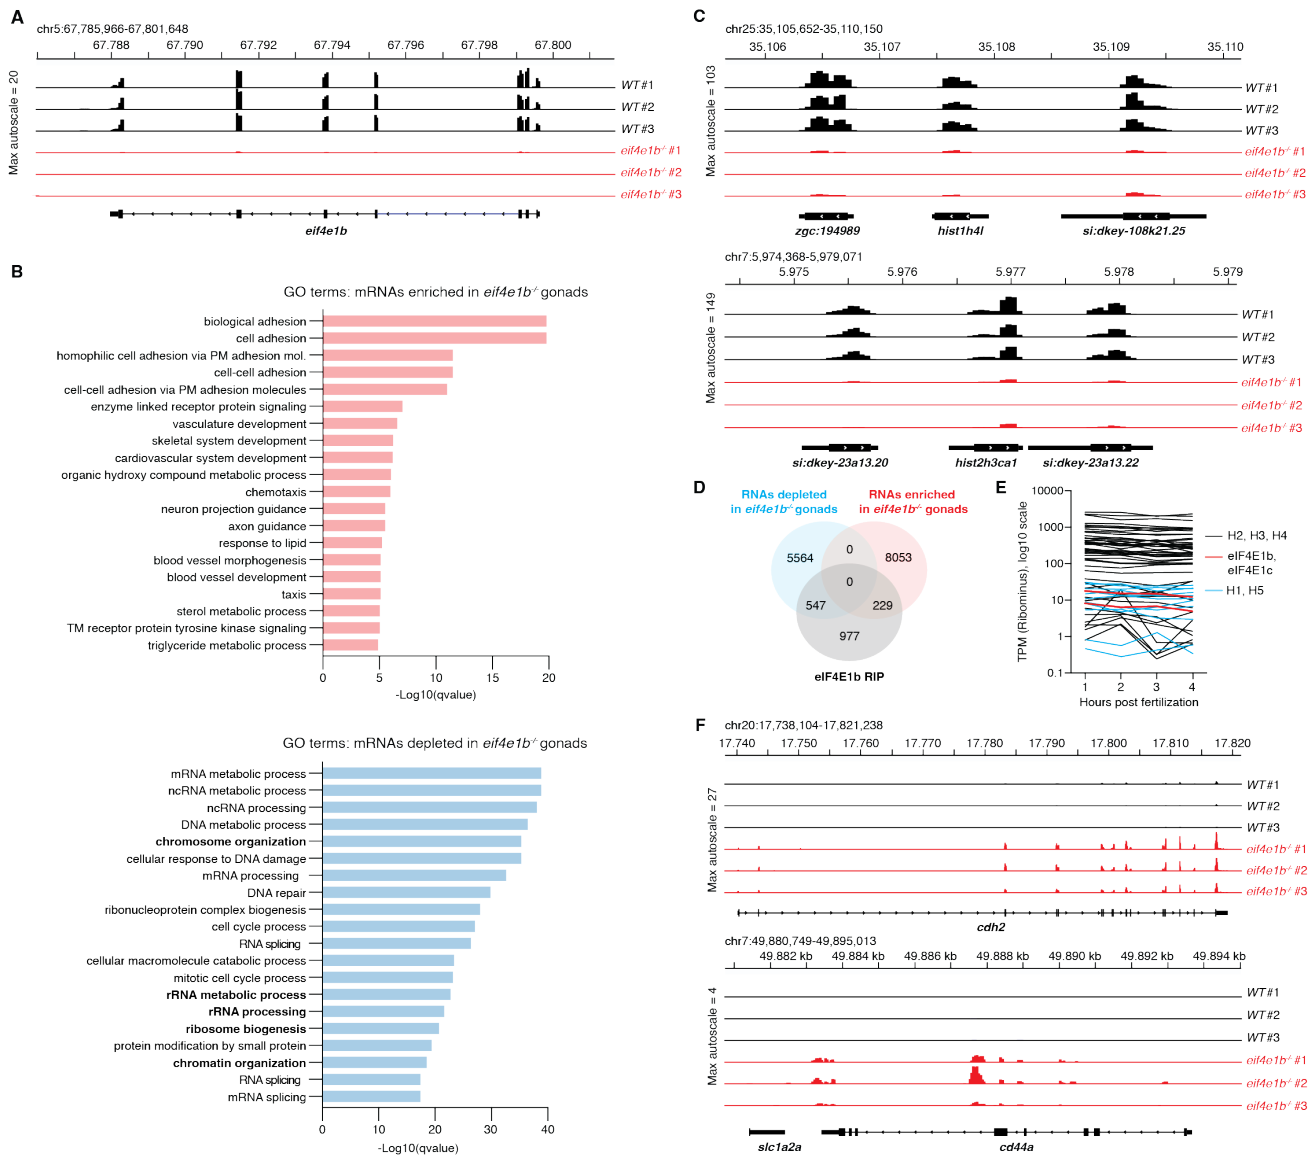 A
chr5:67,785,966-67,801,648
67.788 67.790 67.792 67.794 67.796 67.798 67.800
Max autoscale = 20
WT #1
WT #2
WT #3
eif4e1b-/- #1
eif4e1b-/- #2
eif4e1b-/- #3
eif4e1b
B
GO terms: mRNAs enriched in eif4e1b-/- gonads
biological adhesion
cell adhesion
homophilic cell adhesion via PM adhesion mol.
cell-cell adhesion
cell-cell adhesion via PM adhesion molecules
enzyme linked receptor protein signaling
vasculature development
skeletal system development
cardiovascular system development
organic hydroxy compound metabolic process
chemotaxis
neuron projection guidance
axon guidance
response to lipid
blood vessel morphogenesis
blood vessel development
taxis
sterol metabolic process
TM receptor protein tyrosine kinase signaling
triglyceride metabolic process
0 5 10 15 20
-Log10(qvalue)
GO terms: mRNAs depleted in eif4e1b-/- gonads
mRNA metabolic process
ncRNA metabolic process
ncRNA processing
DNA metabolic process
chromosome organization
cellular response to DNA damage
mRNA processing
DNA repair
ribonucleoprotein complex biogenesis
cell cycle process
RNA splicing
cellular macromolecule catabolic process
mitotic cell cycle process
rRNA metabolic process
rRNA processing
ribosome biogenesis
protein modification by small protein
chromatin organization
RNA splicing
mRNA splicing
0 10 20 30 40
-Log10(qvalue)
C
chr25:35,105,652-35,110,150
35.106 35.107 35.108 35.109 35.110
Max autoscale = 103
WT #1
WT #2
WT #3
eif4e1b-/- #1
eif4e1b-/- #2
eif4e1b-/- #3
zgc:194989 hist1h4l si:dkey-108k21.25
chr7:5,974,368-5,979,071
5.975 5.976 5.977 5.978 5.979
Max autoscale = 149
WT #1
WT #2
WT #3
eif4e1b-/- #1
eif4e1b-/- #2
eif4e1b-/- #3
si:dkey-23a13.20 hist2h3ca1 si:dkey-23a13.22
D
RNAs depleted
in eif4e1b-/- gonads
RNAs enriched
in eif4e1b-/- gonads
0
5564 8053
0
547 229
977
eIF4E1b RIP
E
TPM (Ribominus), log10 scale
10000
1000
100
10
1
0.1
1 2 3 4
Hours post fertilization
H2, H3, H4
eIF4E1b,
eIF4E1c
H1, H5
F
chr20:17,738,104-17,821,238
17.740 17.750 17.760 17.770 17.780 17.790 17.800 17.810 17.820
Max autoscale = 27
WT #1
WT #2
WT #3
eif4e1b-/- #1
eif4e1b-/- #2
eif4e1b-/- #3
cdh2
chr7:49,880,749-49,895,013
49.882 kb 49.884 kb 49.886 kb 49.888 kb 49.890 kb 49.892 kb 49.894 kb
Max autoscale = 4
WT #1
WT #2
WT #3
eif4e1b-/- #1
eif4e1b-/- #2
eif4e1b-/- #3
slc1a2a cd44a